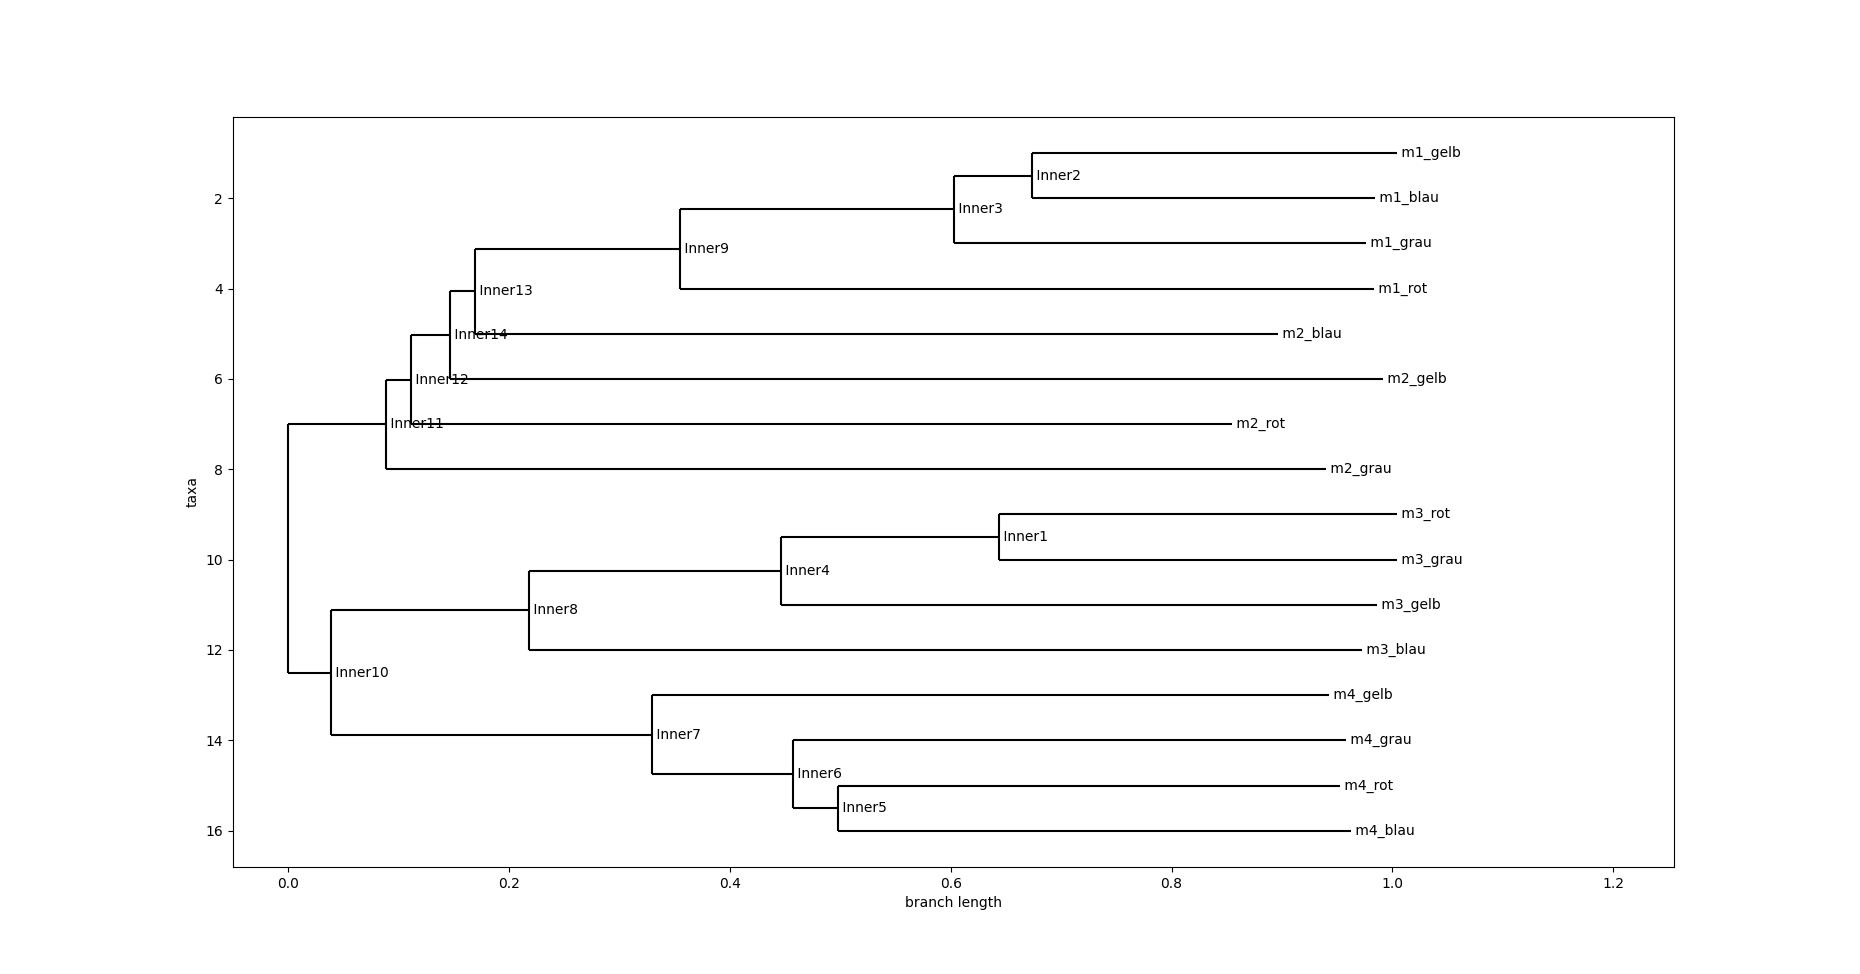 m1_gelb
Inner2
m1_blau
2
Inner3
m1_grau
Inner9
4
Inner13
m1_rot
Inner14
m2_blau
6
Inner12
m2_gelb
Inner11
m2_rot
8
m2_grau
taxa
m3_rot
Inner1
10
m3_grau
Inner4
m3_gelb
Inner8
12
m3_blau
Inner10
m4_gelb
Inner7
14
m4_grau
Inner6
m4_rot
Inner5
16
m4_blau
0.0 0.2 0.4 0.6 0.8 1.0 1.2
branch length